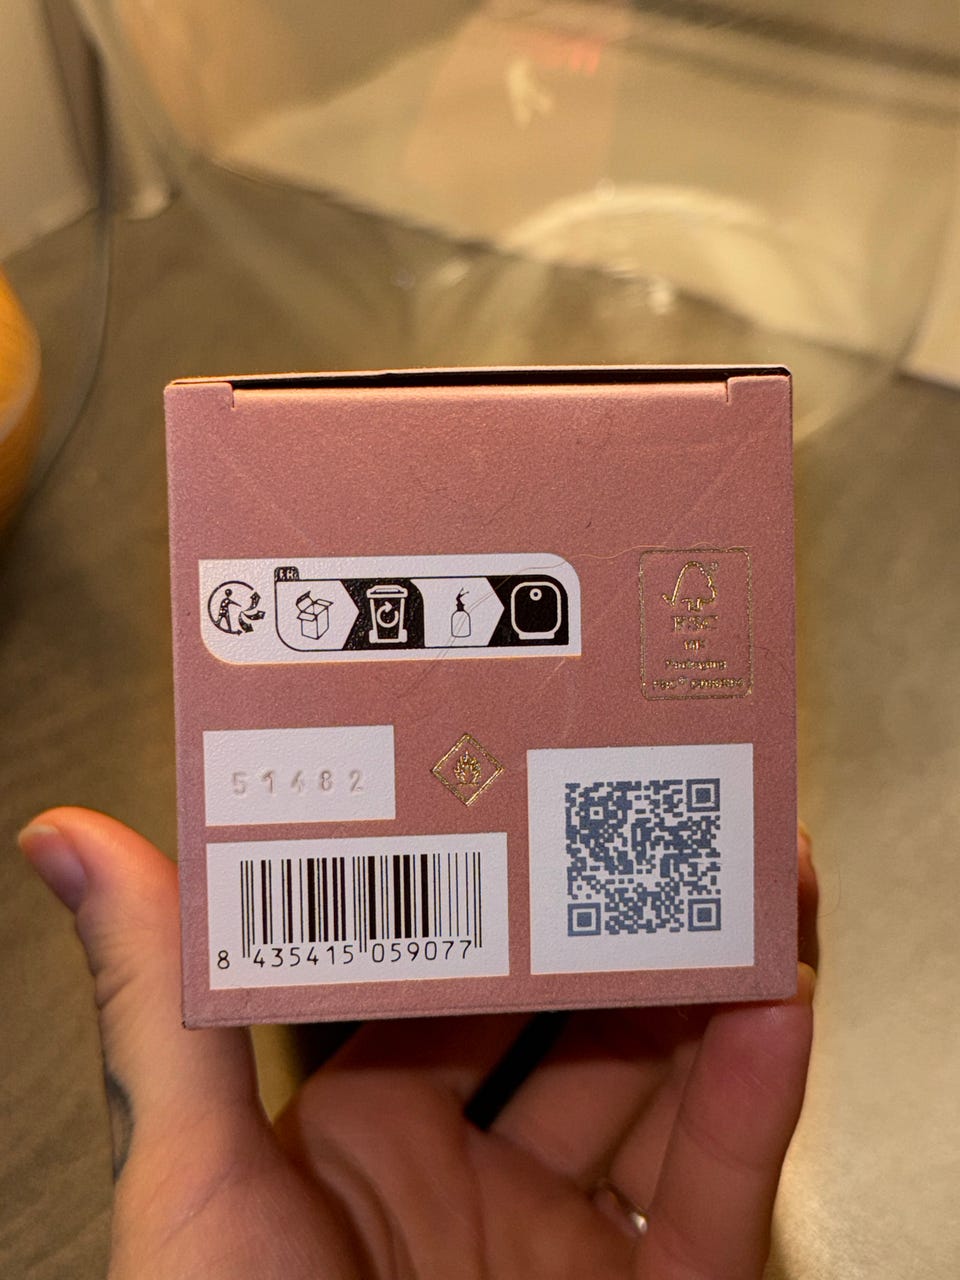 FR
FSC®
MIX
Packaging
51482
8 435415 059077